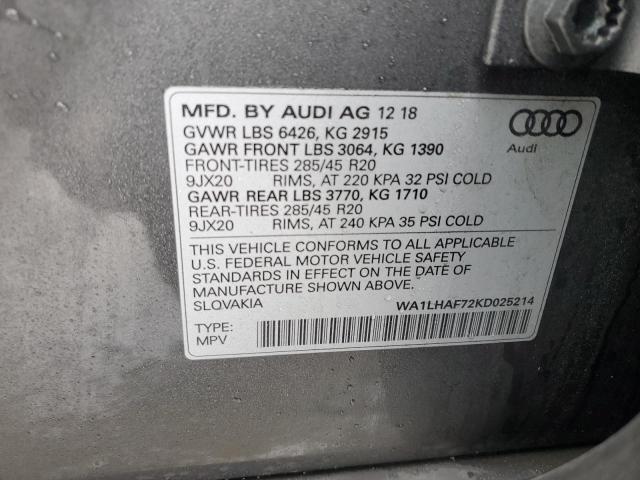 MFD. BY AUDI AG 12 18
GVWR LBS 6426, KG 2915
GAWR FRONT LBS 3064, KG 1390
FRONT-TIRES 285/45 R20
9JX20 RIMS, AT 220 KPA 32 PSI COLD
GAWR REAR LBS 3770, KG 1710
REAR-TIRES 285/45 R20
9JX20 RIMS, AT 240 KPA 35 PSI COLD
Audi
THIS VEHICLE CONFORMS TO ALL APPLICABLE
U.S. FEDERAL MOTOR VEHICLE SAFETY
STANDARDS IN EFFECT ON THE DATE OF
MANUFACTURE SHOWN ABOVE.
SLOVAKIA WA1LHAF72KD025214
TYPE:
MPV